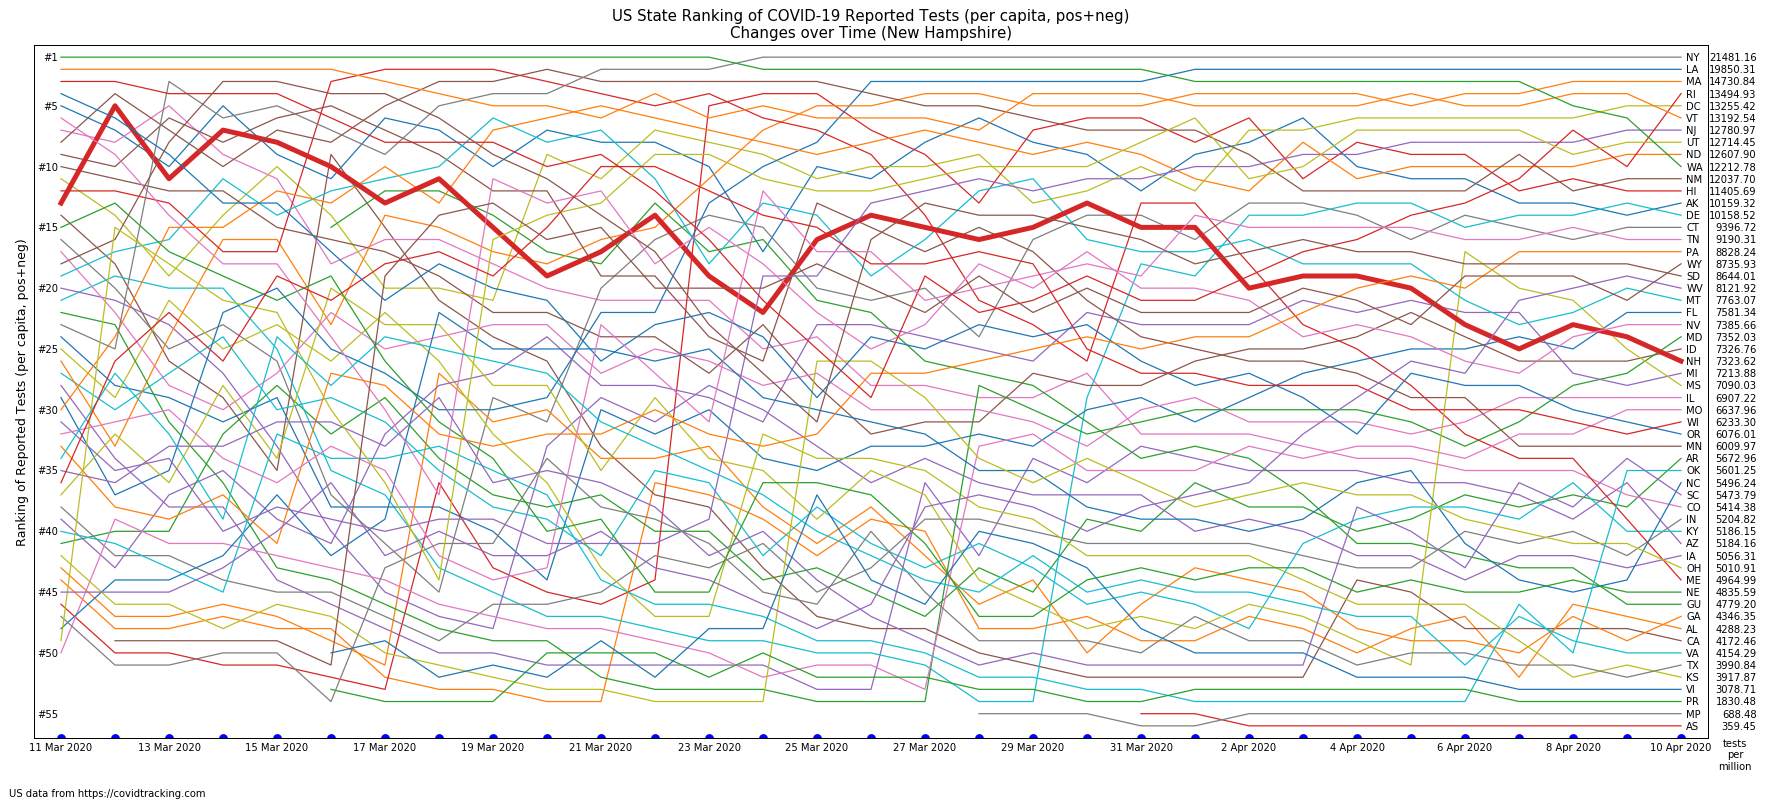 US State Ranking of COVID-19 Reported Tests (per capita, pos+neg)
Changes over Time (New Hampshire)
Ranking of Reported Tests (per capita, pos+neg)
#1
#5
#10
#15
#20
#25
#30
#35
#40
#45
#50
#55
NY 21481.16
LA 19850.31
MA 14730.84
RI 13494.93
DC 13255.42
VT 13192.54
NJ 12780.97
UT 12714.45
ND 12607.90
WA 12212.78
NM 12037.70
HI 11405.69
AK 10159.32
DE 10158.52
CT 9396.72
TN 9190.31
PA 8828.24
WY 8735.93
SD 8644.01
WV 8121.92
MT 7763.07
FL 7581.34
NV 7385.66
MD 7352.03
ID 7326.76
NH 7323.62
MI 7213.88
MS 7090.03
IL 6907.22
MO 6637.96
WI 6233.30
OR 6076.01
MN 6009.97
AR 5672.96
OK 5601.25
NC 5496.24
SC 5473.79
CO 5414.38
IN 5204.82
KY 5186.15
AZ 5184.16
IA 5056.31
OH 5010.91
ME 4964.99
NE 4835.59
GU 4779.20
GA 4346.35
AL 4288.23
CA 4172.46
VA 4154.29
TX 3990.84
KS 3917.87
VI 3078.71
PR 1830.48
MP 688.48
AS 359.45
11 Mar 2020 13 Mar 2020 15 Mar 2020 17 Mar 2020 19 Mar 2020 21 Mar 2020 23 Mar 2020 25 Mar 2020 27 Mar 2020 29 Mar 2020 31 Mar 2020 2 Apr 2020 4 Apr 2020 6 Apr 2020 8 Apr 2020 10 Apr 2020
tests
per
million
US data from https://covidtracking.com